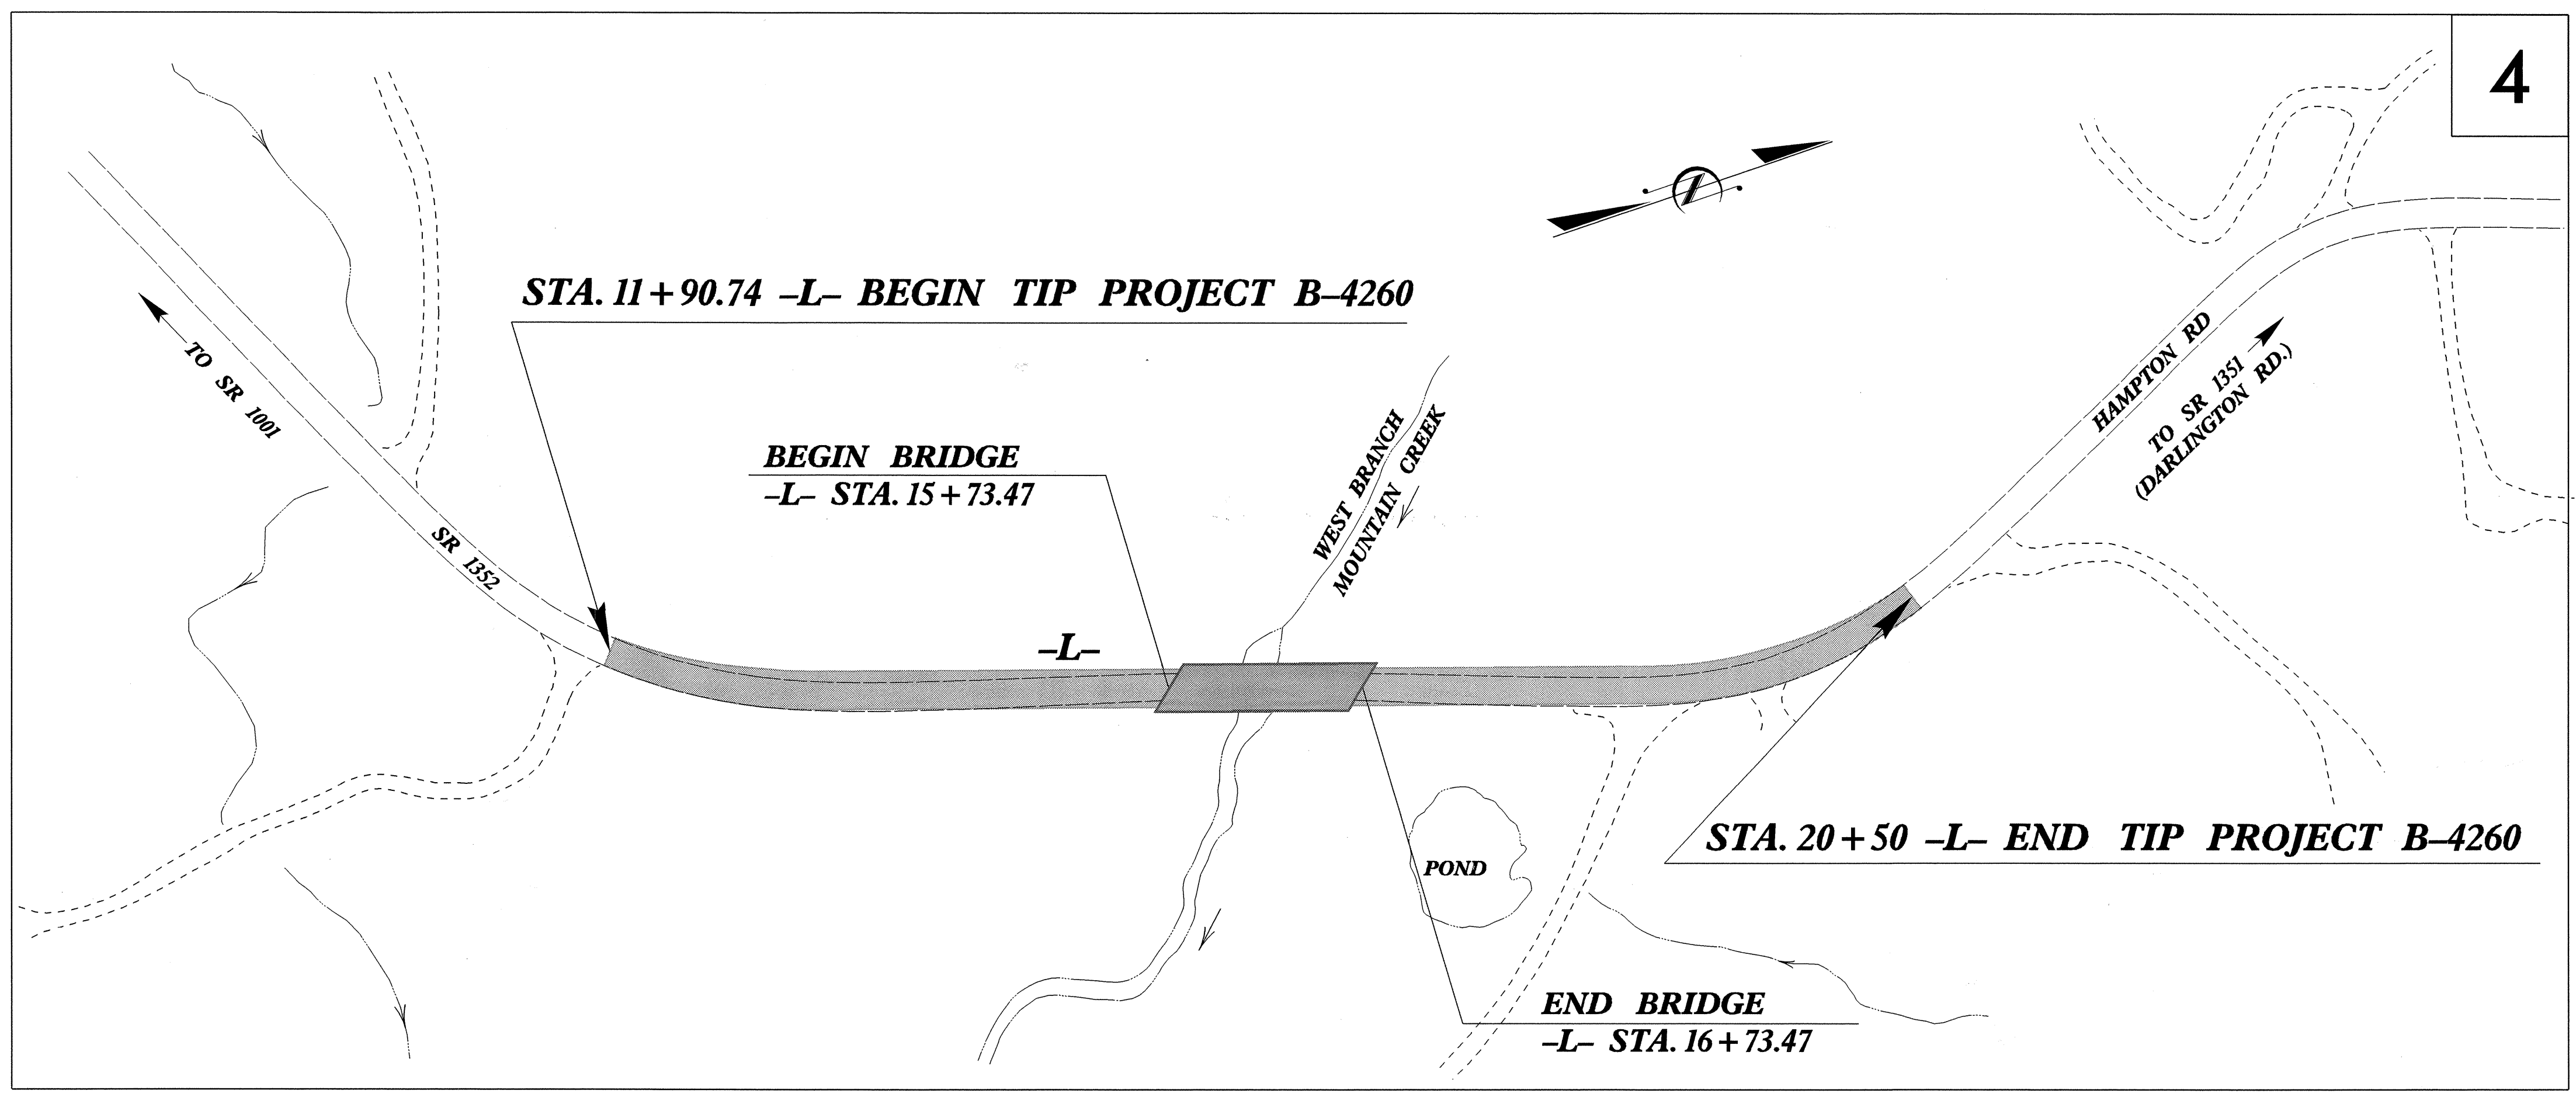 4
Z
STA. 11+90.74 –L– BEGIN TIP PROJECT B–4260
TO SR 1001
BEGIN BRIDGE
–L– STA. 15+73.47
WEST BRANCH
MOUNTAIN CREEK
HAMPTON RD
TO SR 1351
(DARLINGTON RD.)
SR 1352
–L–
STA. 20+50 –L– END TIP PROJECT B–4260
POND
END BRIDGE
–L– STA. 16+73.47